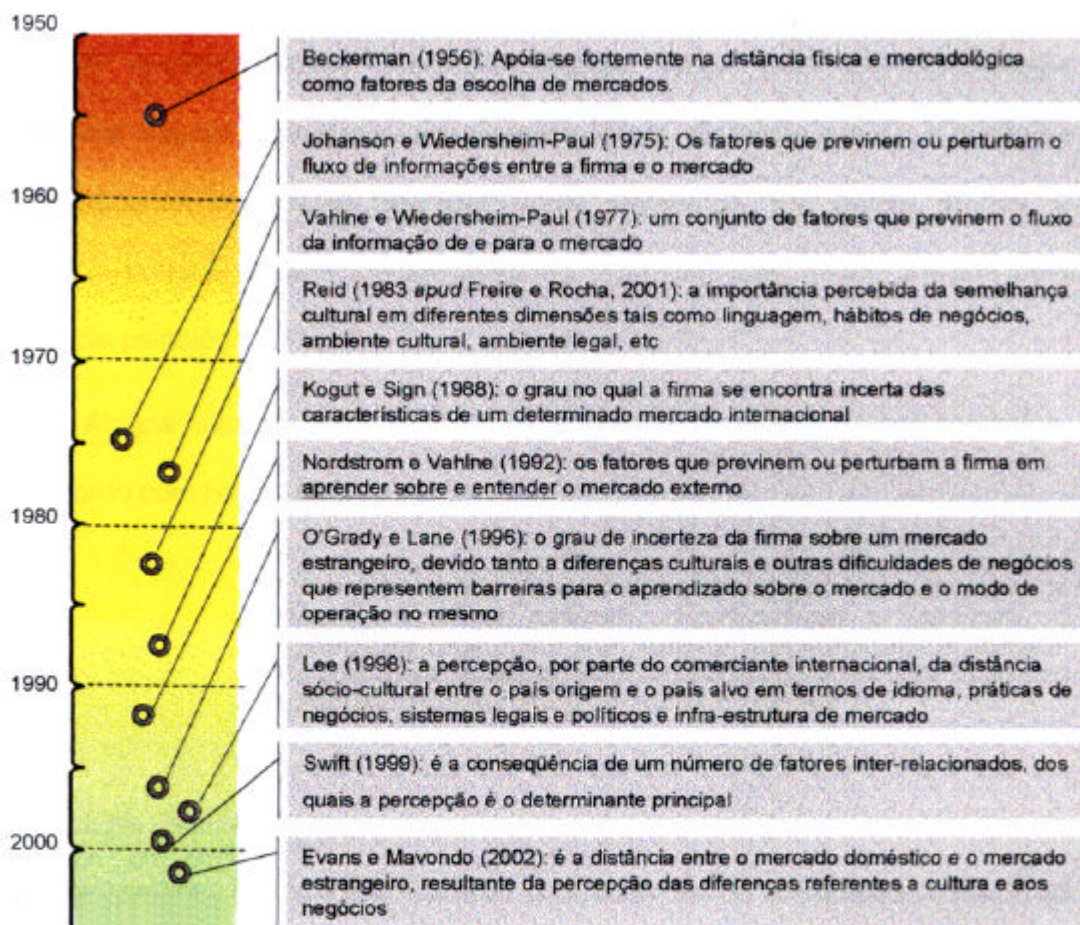 1950
Beckerman (1956): Apóia-se fortemente na distância física e mercadológica
como fatores da escolha de mercados.
Johanson e Wiedersheim-Paul (1975): Os fatores que previnem ou perturbam o
fluxo de informações entre a firma e o mercado
1960
Vahlne e Wiedersheim-Paul (1977): um conjunto de fatores que previnem o fluxo
da informação de e para o mercado
Reid (1983 apud Freire e Rocha, 2001): a importância percebida da semelhança
cultural em diferentes dimensões tais como linguagem, hábitos de negócios,
ambiente cultural, ambiente legal, etc
1970
Kogut e Sign (1988): o grau no qual a firma se encontra incerta das
características de um determinado mercado internacional
Nordstrom e Vahlne (1992): os fatores que previnem ou perturbam a firma em
aprender sobre e entender o mercado externo
1980
O'Grady e Lane (1996): o grau de incerteza da firma sobre um mercado
estrangeiro, devido tanto a diferenças culturais e outras dificuldades de negócios
que representem barreiras para o aprendizado sobre o mercado e o modo de
operação no mesmo
Lee (1998): a percepção, por parte do comerciante internacional, da distância
1990
sócio-cultural entre o país origem e o país alvo em termos de idioma, práticas de
negócios, sistemas legais e políticos e infra-estrutura de mercado
Swift (1999): é a conseqüência de um número de fatores inter-relacionados, dos
quais a percepção é o determinante principal
2000
Evans e Mavondo (2002): é a distância entre o mercado doméstico e o mercado
estrangeiro, resultante da percepção das diferenças referentes a cultura e aos
negócios